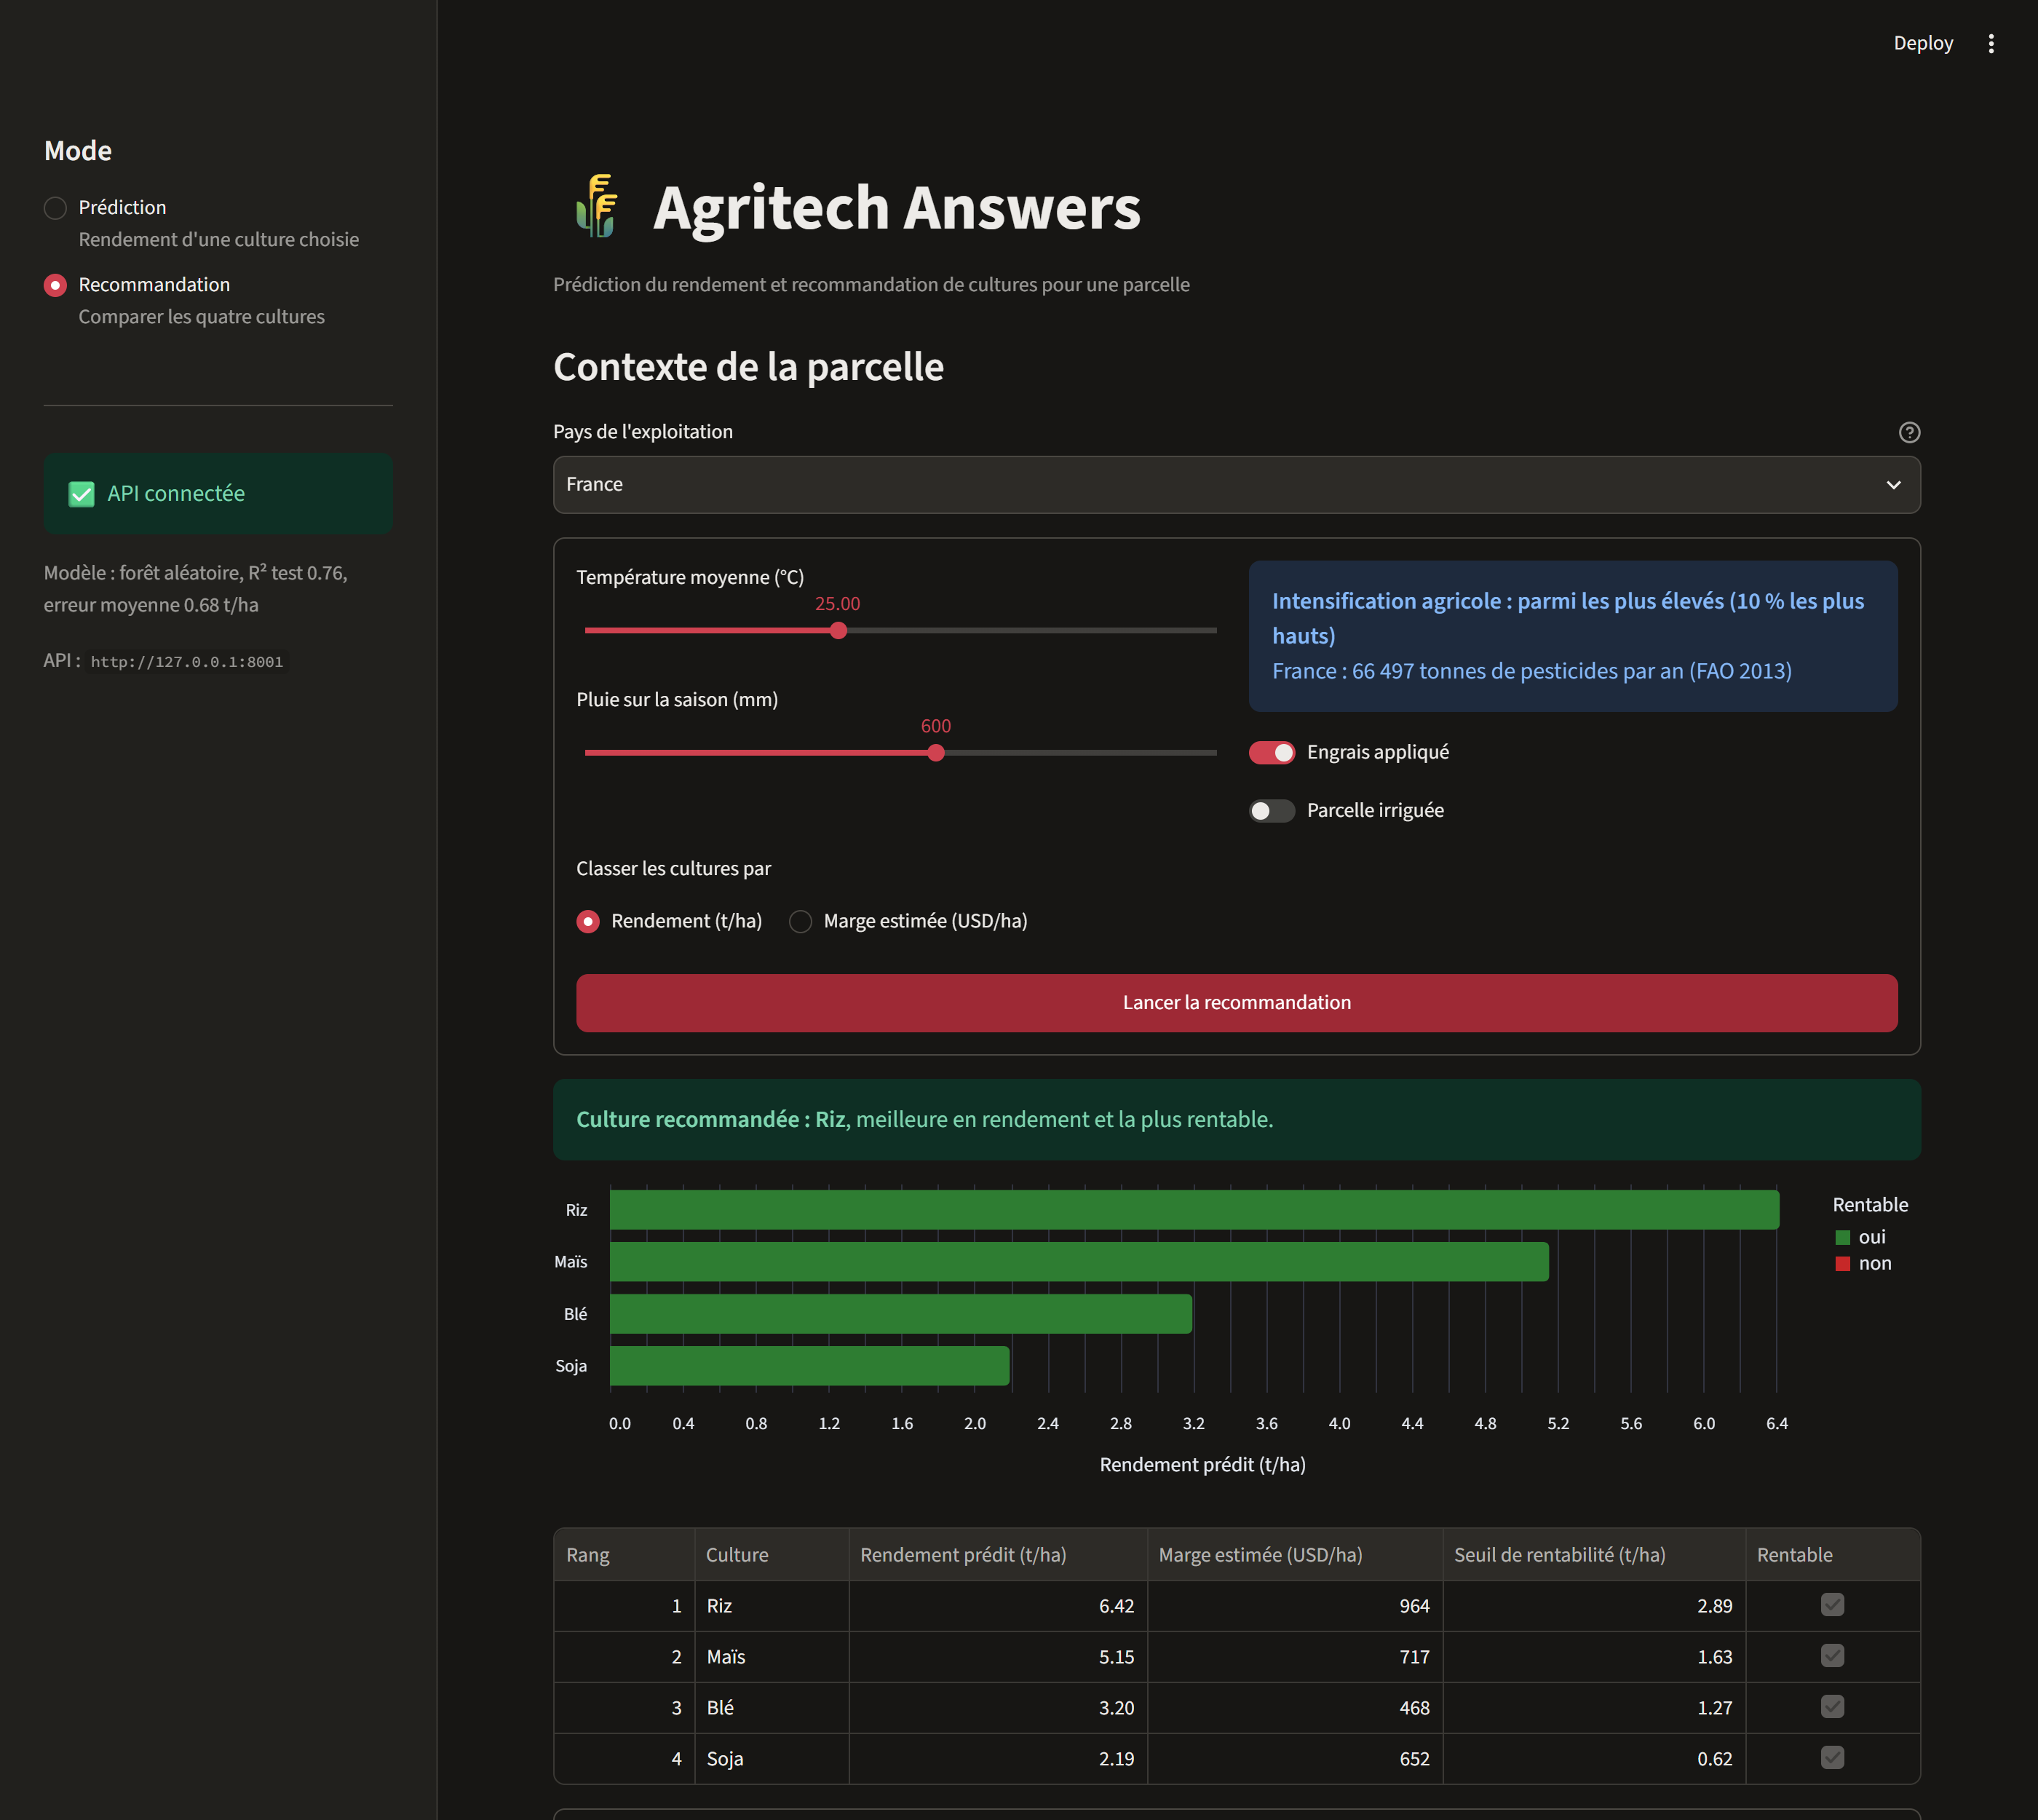 Deploy
Mode
Prédiction
Rendement d'une culture choisie
Recommandation
Comparer les quatre cultures
API connectée
Modèle : forêt aléatoire, R² test 0.76,
erreur moyenne 0.68 t/ha
API : http://127.0.0.1:8001
Agritech Answers
Prédiction du rendement et recommandation de cultures pour une parcelle
Contexte de la parcelle
Pays de l'exploitation
France
Température moyenne (°C)
25.00
Pluie sur la saison (mm)
600
Intensification agricole : parmi les plus élevés (10 % les plus
hauts)
France : 66 497 tonnes de pesticides par an (FAO 2013)
Engrais appliqué
Parcelle irriguée
Classer les cultures par
Rendement (t/ha) Marge estimée (USD/ha)
Lancer la recommandation
Culture recommandée : Riz, meilleure en rendement et la plus rentable.
Riz
Maïs
Blé
Soja
0.0 0.4 0.8 1.2 1.6 2.0 2.4 2.8 3.2 3.6 4.0 4.4 4.8 5.2 5.6 6.0 6.4
Rendement prédit (t/ha)
Rentable
oui
non
Rang Culture Rendement prédit (t/ha) Marge estimée (USD/ha) Seuil de rentabilité (t/ha) Rentable
1 Riz 6.42 964 2.89
2 Maïs 5.15 717 1.63
3 Blé 3.20 468 1.27
4 Soja 2.19 652 0.62